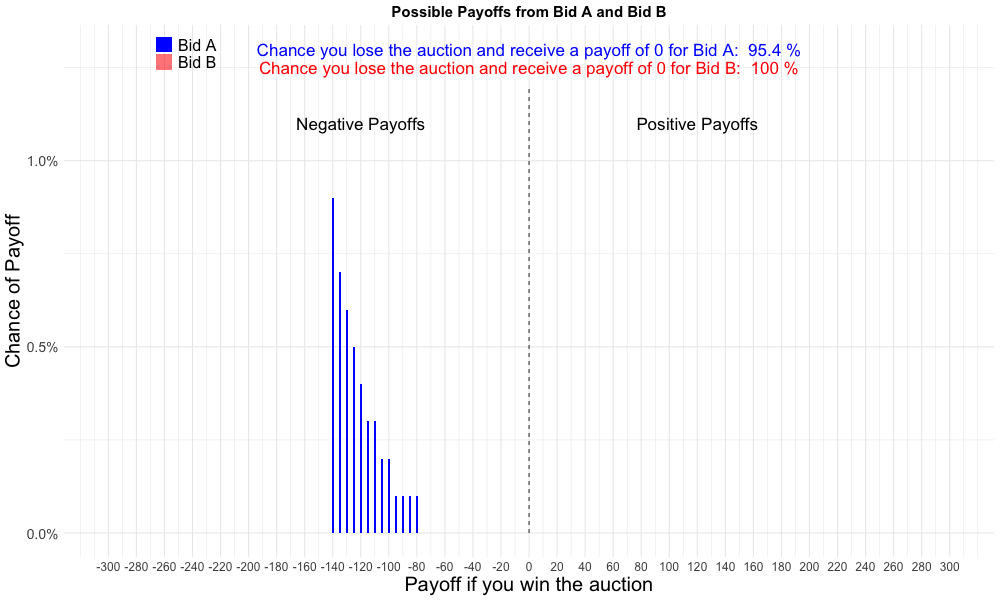 Possible Payoffs from Bid A and Bid B
Bid A
Bid B
Chance you lose the auction and receive a payoff of 0 for Bid A:  95.4 %
Chance you lose the auction and receive a payoff of 0 for Bid B:  100 %
Negative Payoffs
Positive Payoffs
Chance of Payoff
1.0%
0.5%
0.0%
-300 -280 -260 -240 -220 -200 -180 -160 -140 -120 -100 -80 -60 -40 -20 0 20 40 60 80 100 120 140 160 180 200 220 240 260 280 300
Payoff if you win the auction